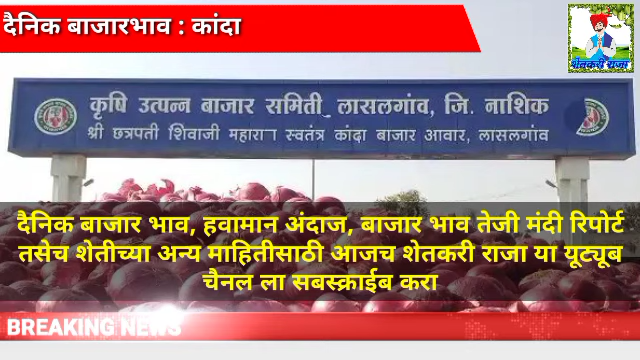 दैनिक बाजारभाव : कांदा
शेतकरी राजा
कृषि उत्पन्न बाजार समिती, लासलगांव, जि. नाशिक
श्री छत्रपती शिवाजी महारा स्वतंत्र कांदा बाजार आवार, लासलगांव
दैनिक बाजार भाव, हवामान अंदाज, बाजार भाव तेजी मंदी रिपोर्ट
तसेच शेतीच्या अन्य माहितीसाठी आजच शेतकरी राजा या यूट्यूब
चैनल ला सबस्क्राईब करा
BREAKING NEWS